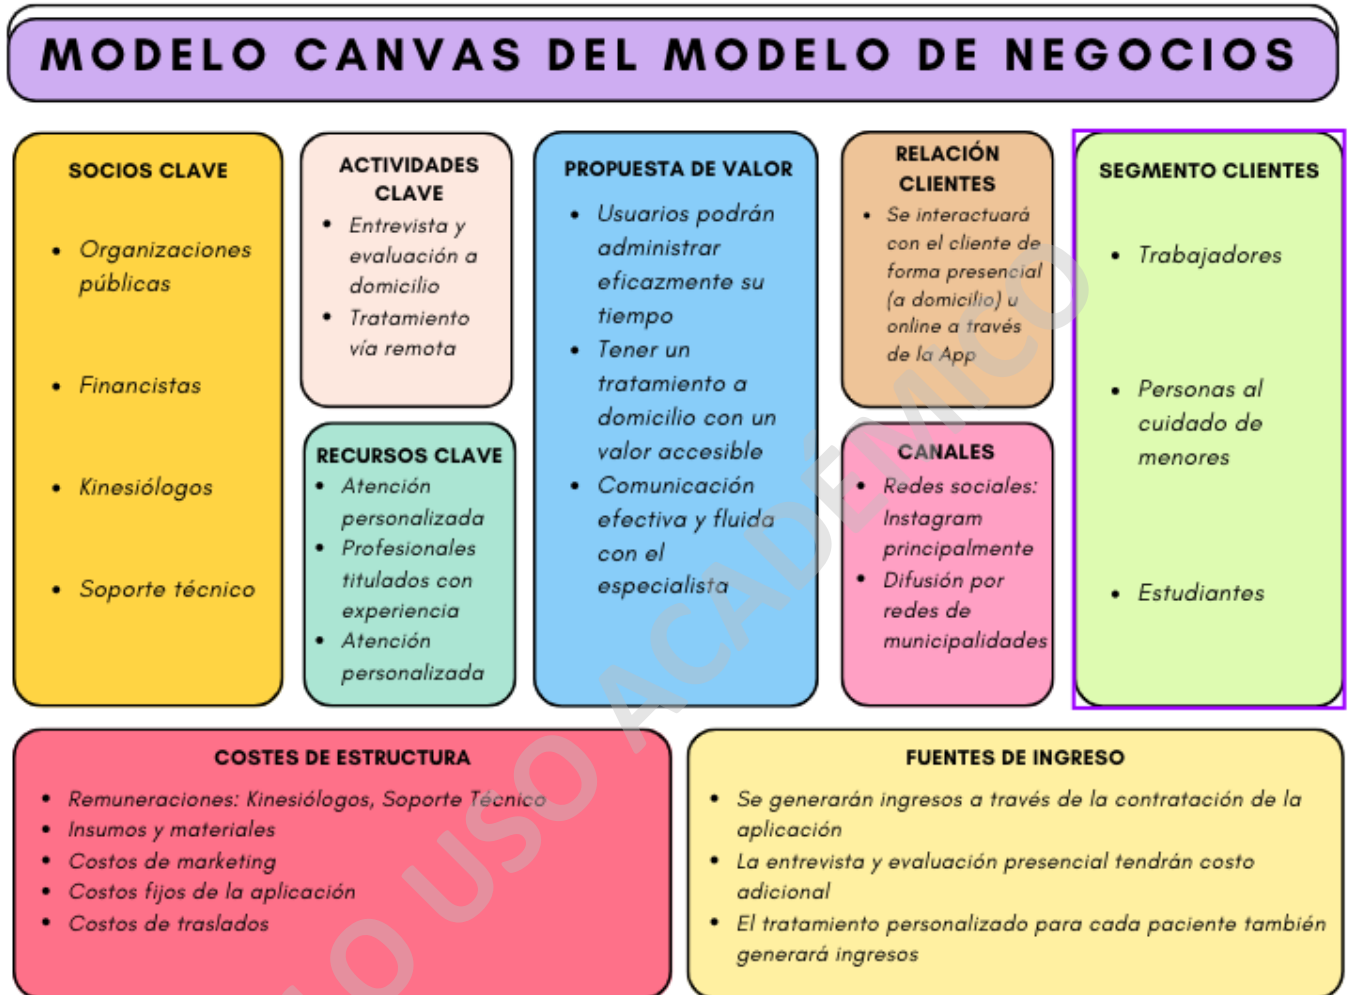 MODELO CANVAS DEL MODELO DE NEGOCIOS
SOCIOS CLAVE
• Organizaciones
públicas
• Financistas
• Kinesiólogos
• Soporte técnico
ACTIVIDADES
CLAVE
• Entrevista y
evaluación a
domicilio
• Tratamiento
vía remota
RECURSOS CLAVE
• Atención
personalizada
• Profesionales
titulados con
experiencia
• Atención
personalizada
PROPUESTA DE VALOR
• Usuarios podrán
administrar
eficazmente su
tiempo
• Tener un
tratamiento a
domicilio con un
valor accesible
• Comunicación
efectiva y fluida
con el
especialista
RELACIÓN
CLIENTES
• Se interactuará
con el cliente de
forma presencial
(a domicilio) u
online a través
de la App
CANALES
• Redes sociales:
Instagram
principalmente
• Difusión por
redes de
municipalidades
SEGMENTO CLIENTES
• Trabajadores
• Personas al
cuidado de
menores
• Estudiantes
COSTES DE ESTRUCTURA
• Remuneraciones: Kinesiólogos, Soporte Técnico
• Insumos y materiales
• Costos de marketing
• Costos fijos de la aplicación
• Costos de traslados
FUENTES DE INGRESO
• Se generarán ingresos a través de la contratación de la
aplicación
• La entrevista y evaluación presencial tendrán costo
adicional
• El tratamiento personalizado para cada paciente también
generará ingresos
LO USO ACADÉMICO